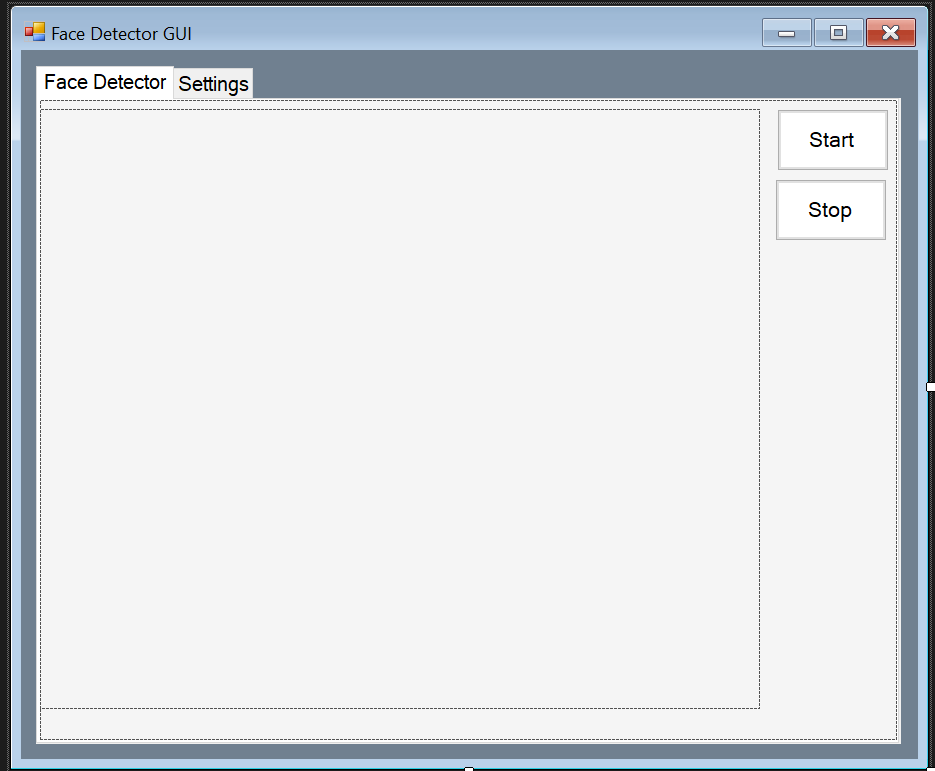 Face Detector GUI
Face Detector
Settings
Start
Stop